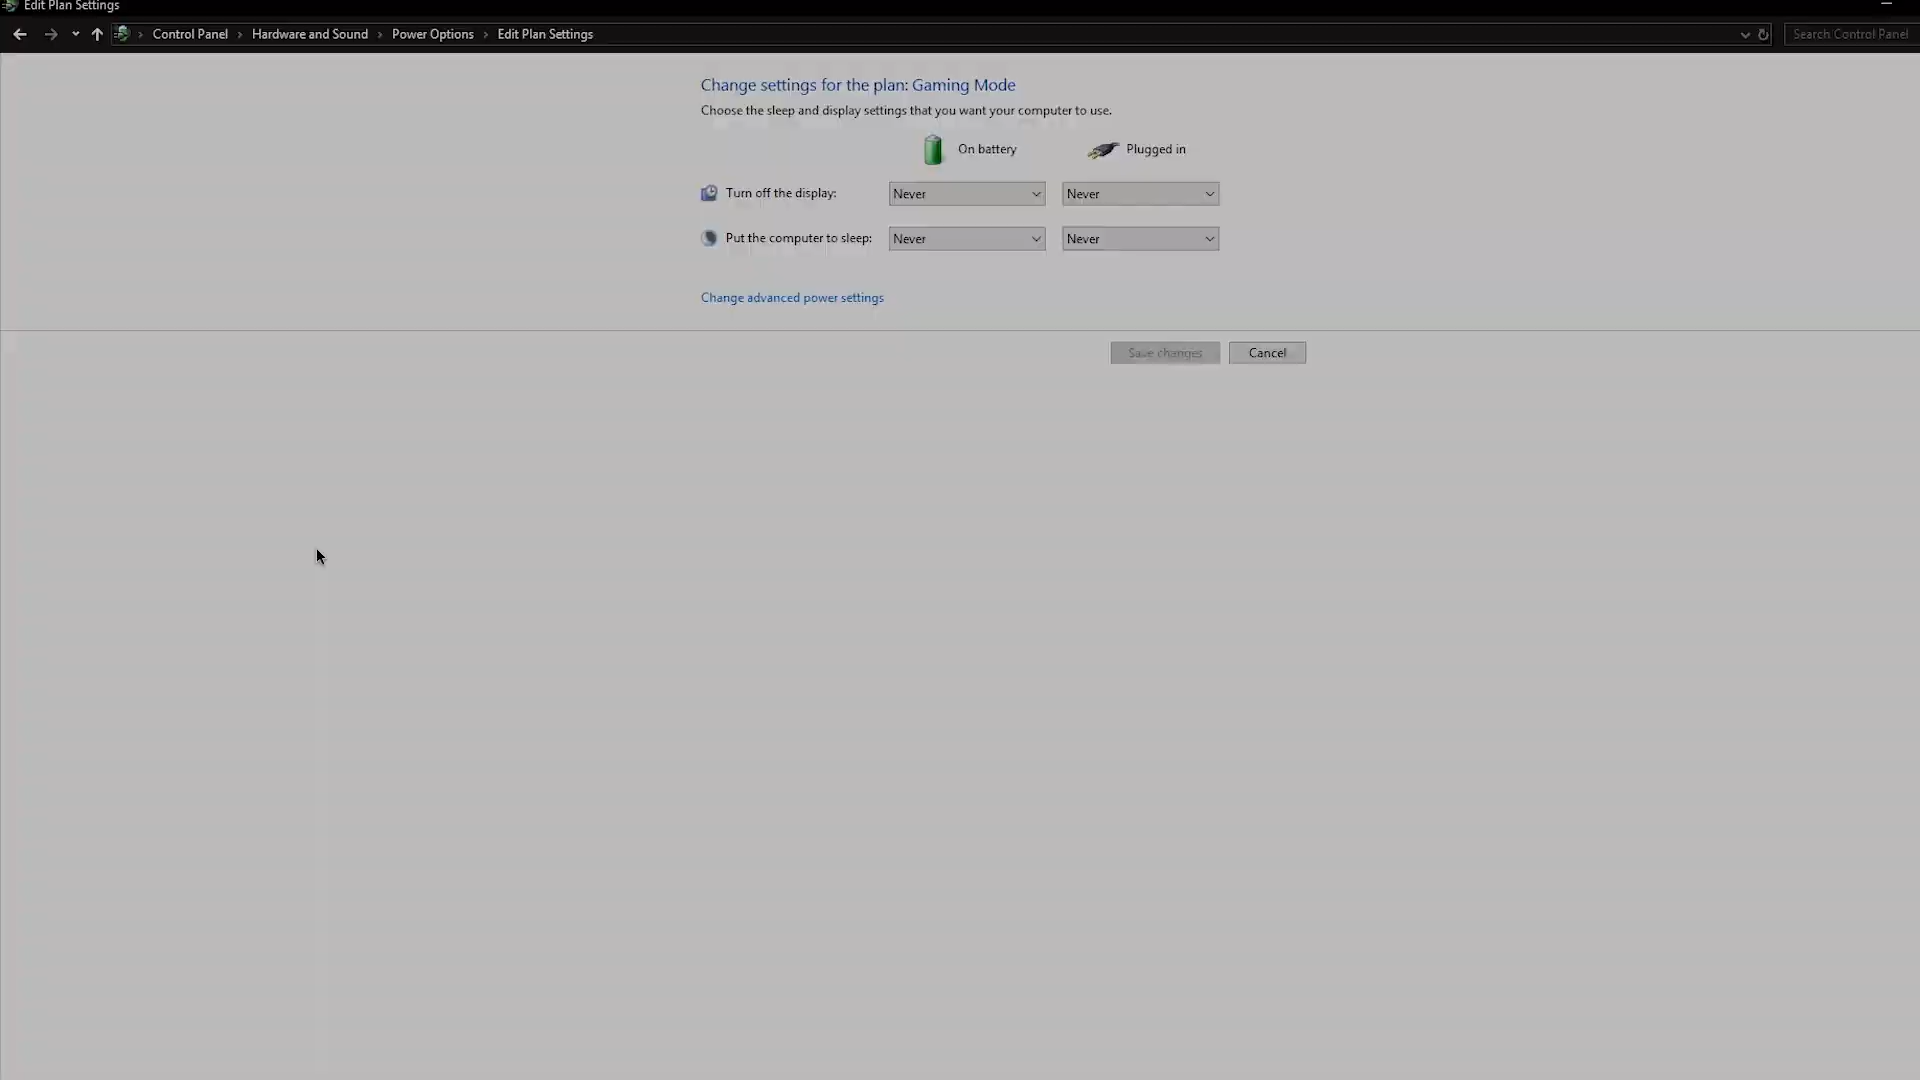 Edit Plan Settings
Control Panel > Hardware and Sound > Power Options > Edit Plan Settings
Search Control Panel
Change settings for the plan: Gaming Mode
Choose the sleep and display settings that you want your computer to use.
On battery Plugged in
Turn off the display: Never Never
Put the computer to sleep: Never Never
Change advanced power settings
Save changes Cancel